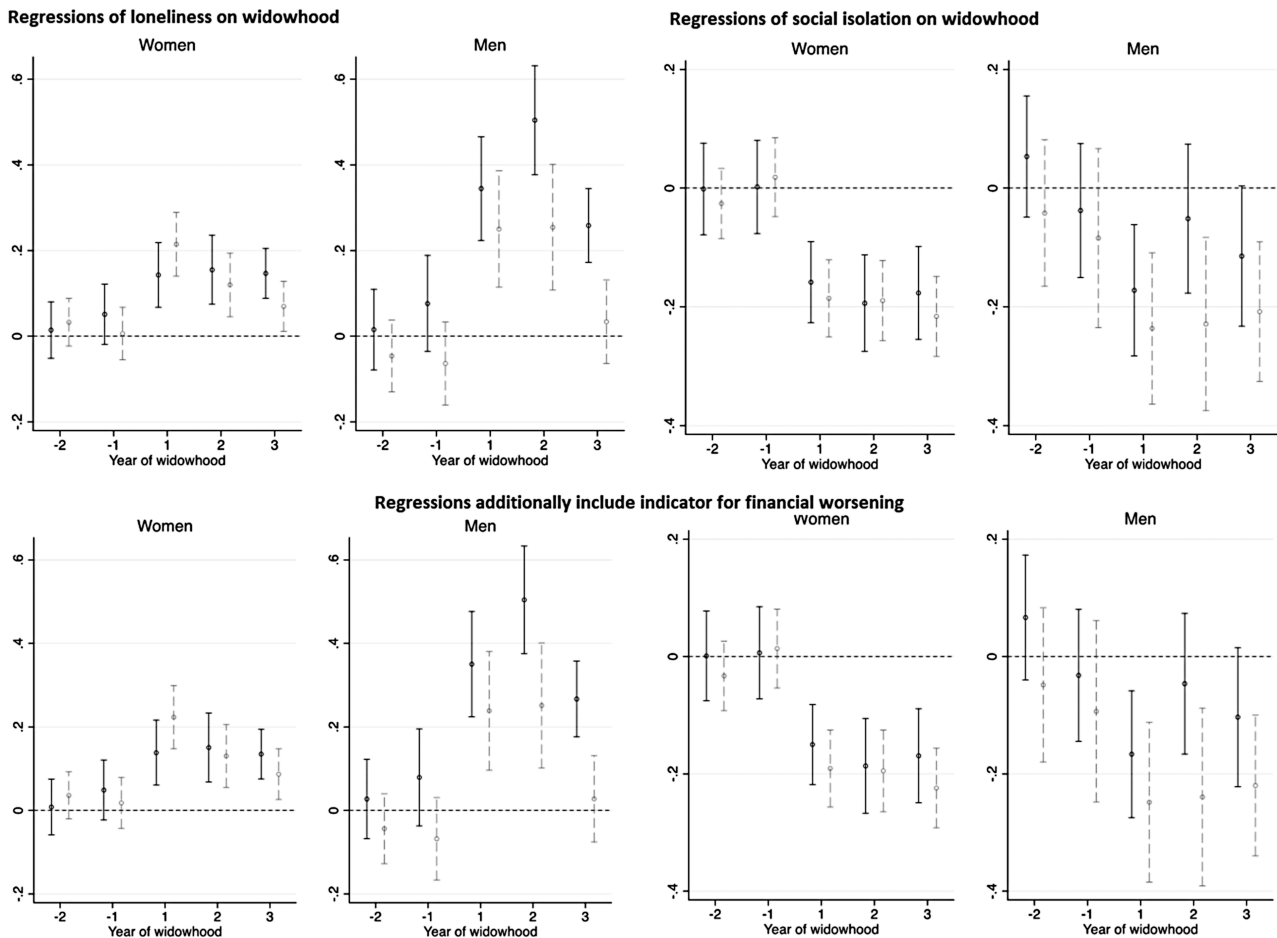 Regressions of loneliness on widowhood
Women
Men
.6
.4
.2
0
-.2
-2 -1 1 2 3
Year of widowhood
-2 -1 1 2 3
Year of widowhood
Regressions of social isolation on widowhood
Women
Men
.2
0
-.2
-.4
-2 -1 1 2 3
Year of widowhood
.2
0
-.2
-.4
-2 -1 1 2 3
Year of widowhood
Regressions additionally include indicator for financial worsening
Women
Men
.6
.4
.2
0
-.2
-2 -1 1 2 3
Year of widowhood
.6
.4
.2
0
-.2
-2 -1 1 2 3
Year of widowhood
Women
Men
.2
0
-.2
-.4
-2 -1 1 2 3
Year of widowhood
.2
0
-.2
-.4
-2 -1 1 2 3
Year of widowhood